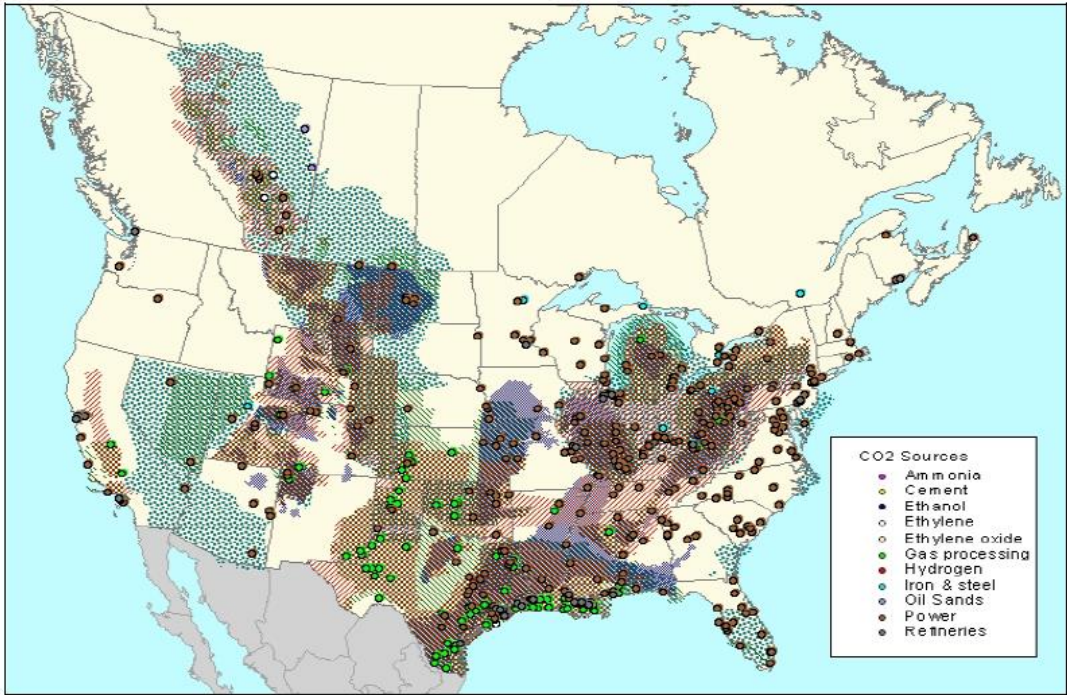 CO2 Sources
Ammonia
Cement
Ethanol
Ethylene
Ethylene oxide
Gas processing
Hydrogen
Iron & steel
Oil Sands
Power
Refineries